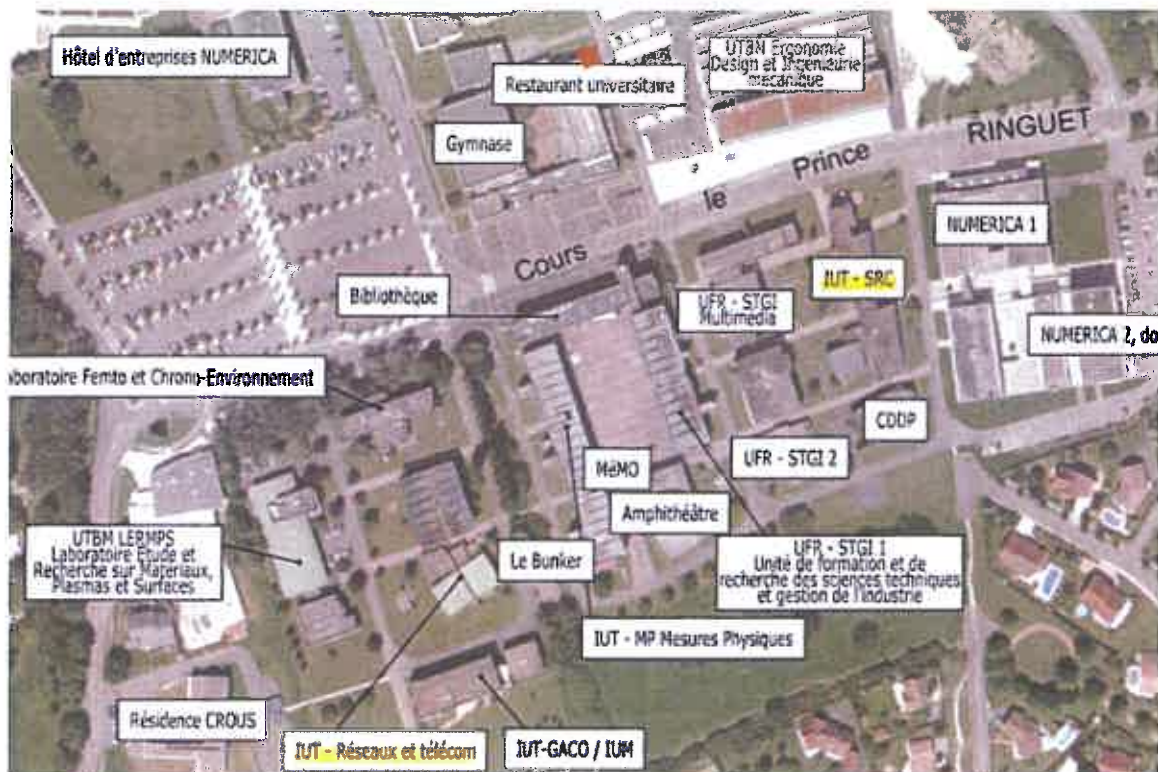 Hôtel d'entreprises NUMERICA
UTBM Ergonomie
Design et Ingenieurie
mecanique
Restaurant universitaire
Gymnase
Cours le Prince RINGUET
NUMERICA 1
IUT - SRC
Bibliothèque
UFR - STGI
Multimedia
NUMERICA 2, do
aboratoire Femto et Chrono-Environnement
CDDP
MéMO
UFR - STGI 2
Amphithéâtre
UTBM LERMPS
Laboratoire Etude et
Recherche sur Materiaux,
Plasmas et Surfaces
Le Bunker
UFR - STGI 1
Unité de formation et de
recherche des sciences techniques
et gestion de l'industrie
IUT - MP Mesures Physiques
Résidence CROUS
IUT - Réseaux et télécom
IUT-GACO / IUM